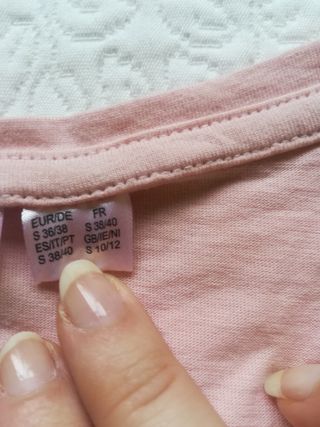 EUR/DE FR
S 36/38 S 38/40
ES/IT/PT GB/IE/NI
S 38/40 S 10/12